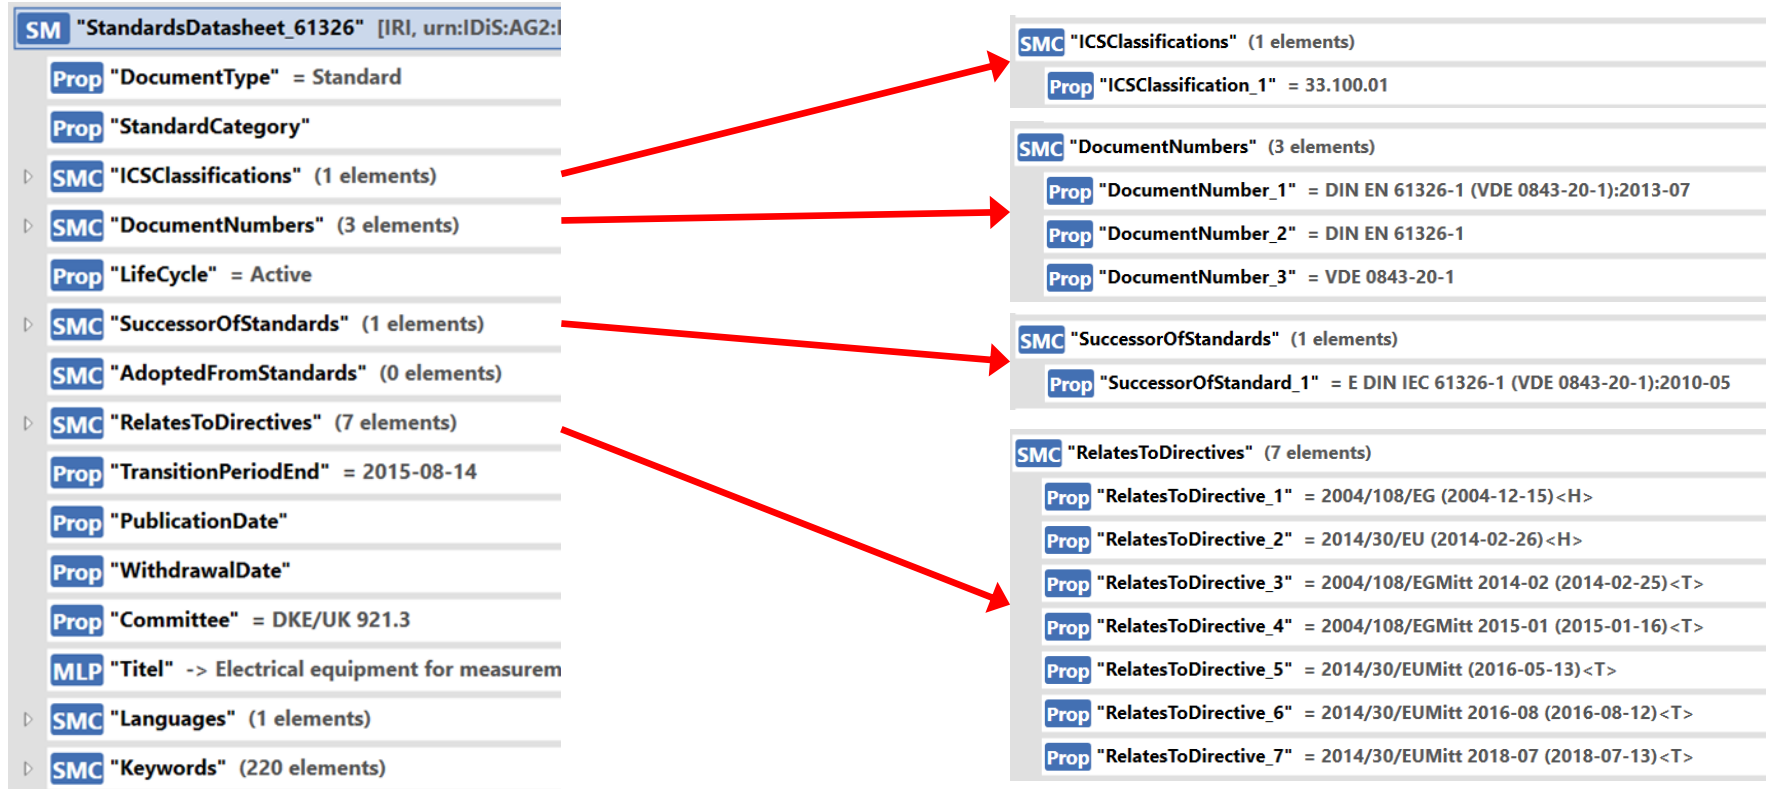 SM "StandardsDatasheet_61326" [IRI, urn:IDiS:AG2:
Prop "DocumentType" = Standard
Prop "StandardCategory"
SMC "ICSClassifications" (1 elements)
SMC "DocumentNumbers" (3 elements)
Prop "LifeCycle" = Active
SMC "SuccessorOfStandards" (1 elements)
SMC "AdoptedFromStandards" (0 elements)
SMC "RelatesToDirectives" (7 elements)
Prop "TransitionPeriodEnd" = 2015-08-14
Prop "PublicationDate"
Prop "WithdrawalDate"
Prop "Committee" = DKE/UK 921.3
MLP "Titel" -> Electrical equipment for measurem
SMC "Languages" (1 elements)
SMC "Keywords" (220 elements)
SMC "ICSClassifications" (1 elements)
Prop "ICSClassification_1" = 33.100.01
SMC "DocumentNumbers" (3 elements)
Prop "DocumentNumber_1" = DIN EN 61326-1 (VDE 0843-20-1):2013-07
Prop "DocumentNumber_2" = DIN EN 61326-1
Prop "DocumentNumber_3" = VDE 0843-20-1
SMC "SuccessorOfStandards" (1 elements)
Prop "SuccessorOfStandard_1" = E DIN IEC 61326-1 (VDE 0843-20-1):2010-05
SMC "RelatesToDirectives" (7 elements)
Prop "RelatesToDirective_1" = 2004/108/EG (2004-12-15)<H>
Prop "RelatesToDirective_2" = 2014/30/EU (2014-02-26)<H>
Prop "RelatesToDirective_3" = 2004/108/EGMitt 2014-02 (2014-02-25)<T>
Prop "RelatesToDirective_4" = 2004/108/EGMitt 2015-01 (2015-01-16)<T>
Prop "RelatesToDirective_5" = 2014/30/EUMitt (2016-05-13)<T>
Prop "RelatesToDirective_6" = 2014/30/EUMitt 2016-08 (2016-08-12)<T>
Prop "RelatesToDirective_7" = 2014/30/EUMitt 2018-07 (2018-07-13)<T>